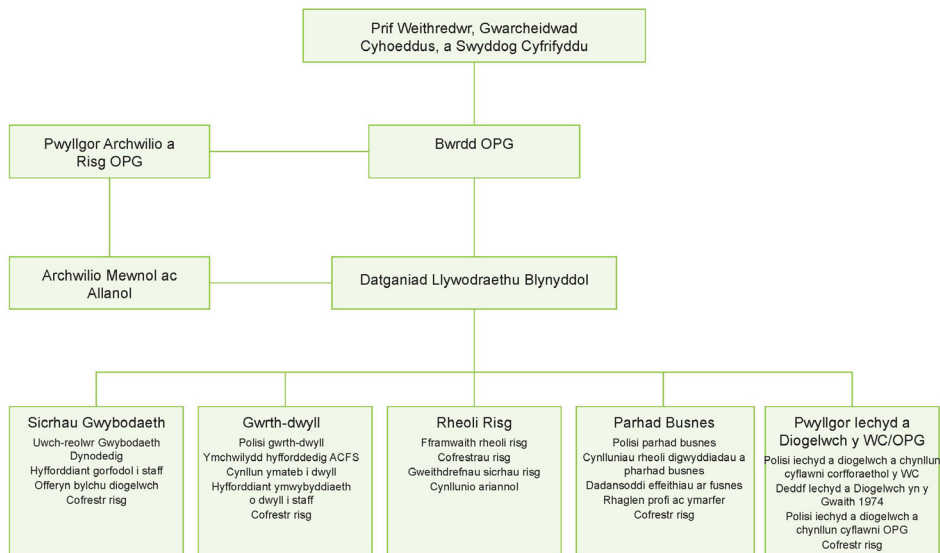 Prif Weithredwr, Gwarcheidwad
Cyhoeddus, a Swyddog Cyfrifyddu
Pwyllgor Archwilio a
Risg OPG
Bwrdd OPG
Archwilio Mewnol ac
Allanol
Datganiad Llywodraethu Blynyddol
Sicrhau Gwybodaeth
Uwch-reolwr Gwybodaeth
Dynodedig
Hyfforddiant gorfodol i staff
Offeryn bylchu diogelwch
Cofrestr risg
Gwrth-dwyll
Polisi gwrth-dwyll
Ymchwilydd hyfforddedig ACFS
Cynllun ymateb i dwyll
Hyfforddiant ymwybyddiaeth
o dwyll i staff
Cofrestr risg
Rheoli Risg
Fframwaith rheoli risg
Cofrestrau risg
Gweithdrefnau sicrhau risg
Cynllunio ariannol
Parhad Busnes
Polisi parhad busnes
Cynlluniau rheoli digwyddiadau a
pharhad busnes
Dadansoddi effeithiau ar fusnes
Rhaglen profi ac ymarfer
Cofrestr risg
Pwyllgor Iechyd a
Diogelwch y WC/OPG
Polisi iechyd a diogelwch a chynllun
cyflawni corfforaethol y WC
Deddf Iechyd a Diogelwch yn y
Gwaith 1974
Polisi iechyd a diogelwch a
chynllun cyflawni OPG
Cofrestr risg